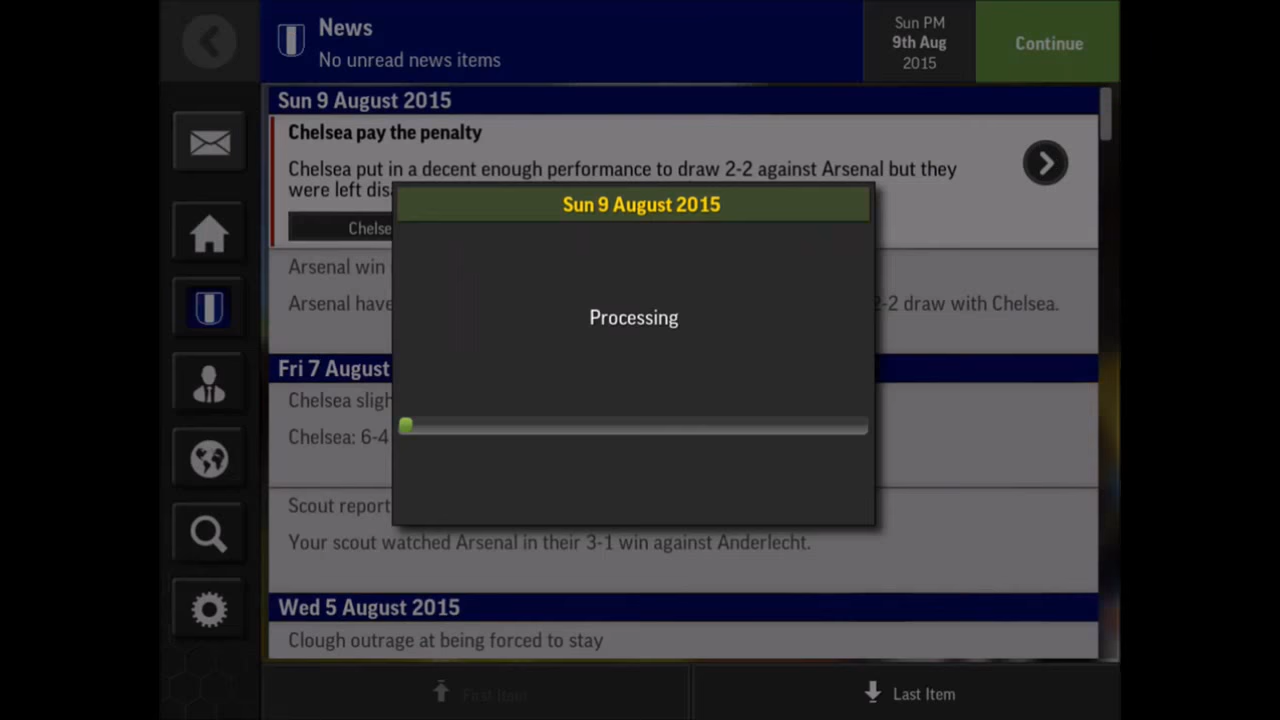 News
No unread news items
Sun PM
9th Aug
2015
Continue
Sun 9 August 2015
Chelsea pay the penalty
Chelsea put in a decent enough performance to draw 2-2 against Arsenal but they
were left
Sun 9 August 2015
Processing
Arsenal win
Arsenal have
2-2 draw with Chelsea.
Fri 7 August
Chelsea: 6-4
Scout report
Your scout watched Arsenal in their 3-1 win against Anderlecht.
Wed 5 August 2015
Clough outrage at being forced to stay
First Item
Last Item